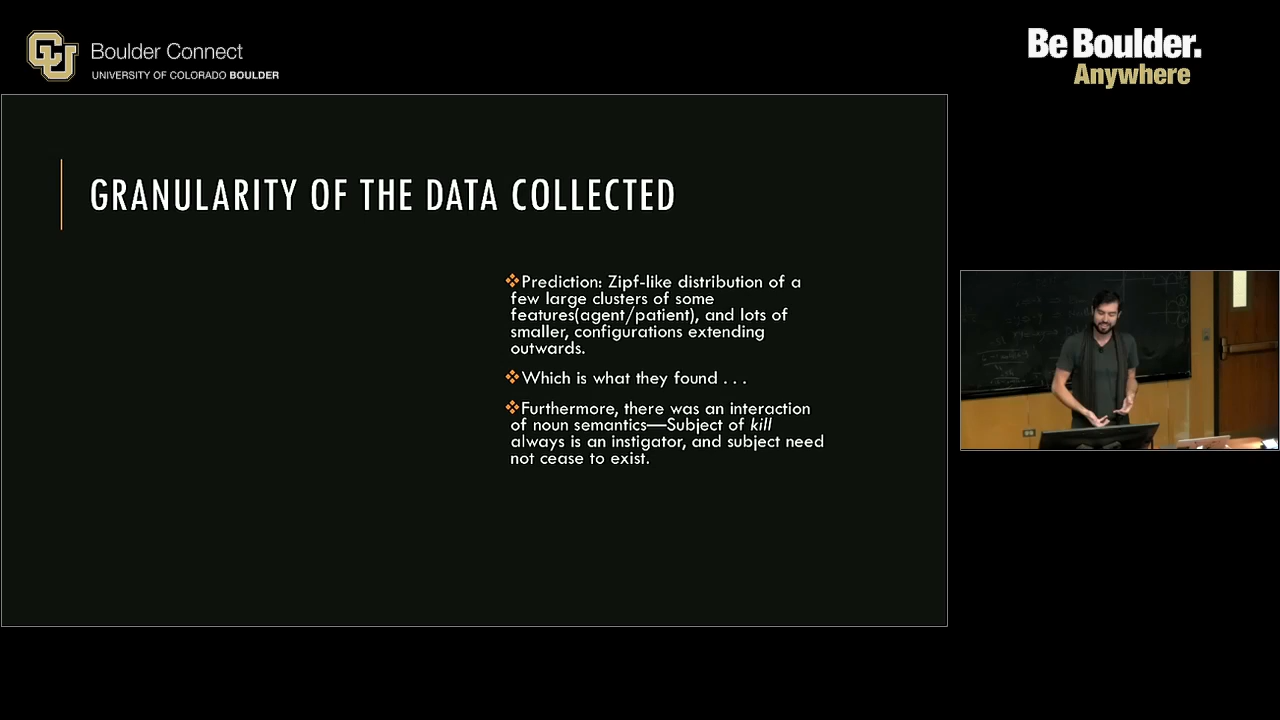 Boulder Connect
UNIVERSITY OF COLORADO BOULDER
Be Boulder.
Anywhere
GRANULARITY OF THE DATA COLLECTED
❖Prediction: Zipf-like distribution of a
few large clusters of some
features(agent/patient), and lots of
smaller, configurations extending
outwards.
❖Which is what they found . . .
❖Furthermore, there was an interaction
of noun semantics—Subject of kill
always is an instigator, and subject need
not cease to exist.